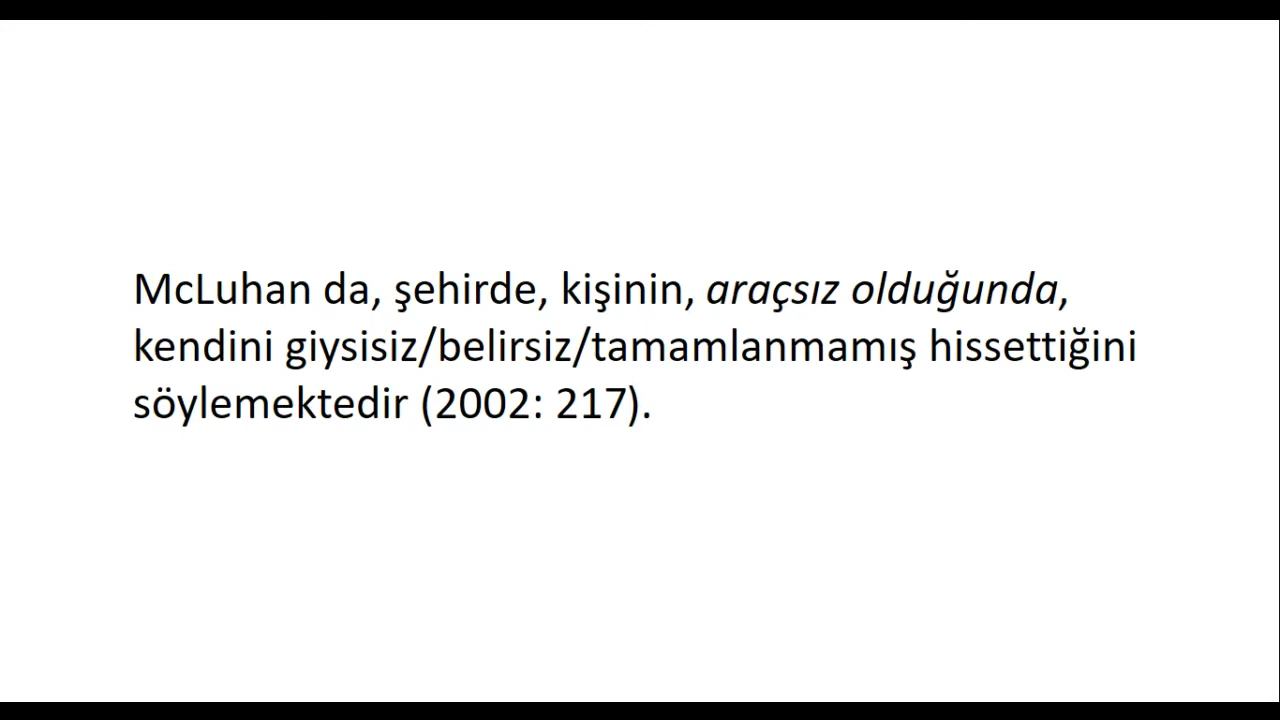 McLuhan da, şehirde, kişinin, araçsız olduğunda,
kendini giysisiz/belirsiz/tamamlanmamış hissettiğini
söylemektedir (2002: 217).